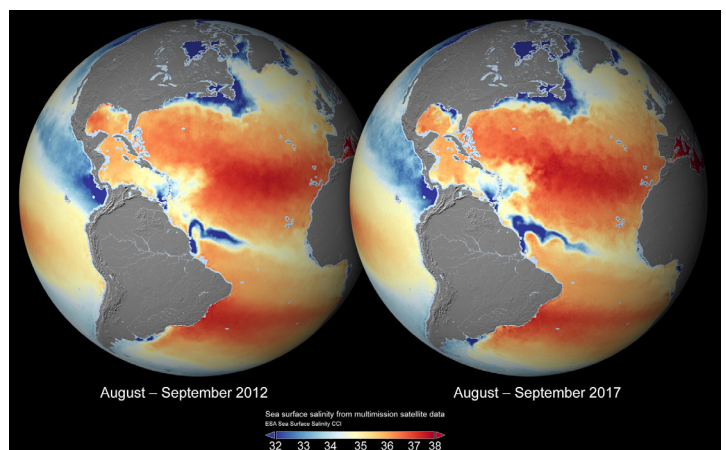 August – September 2012
August – September 2017
Sea surface salinity from multimission satellite data
ESA Sea Surface Salinity CCI
32 33 34 35 36 37 38